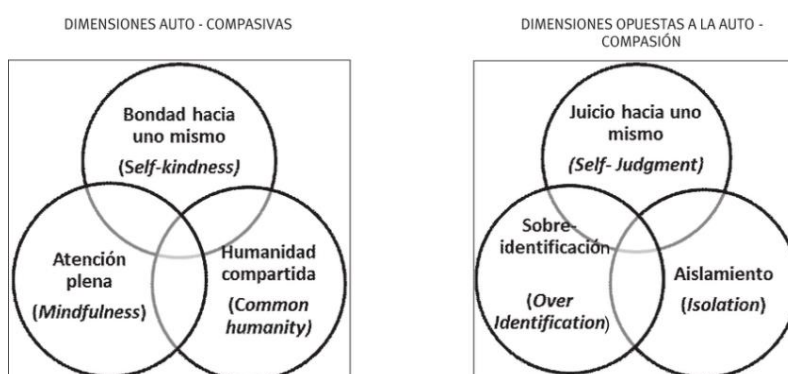 DIMENSIONES AUTO - COMPASIVAS
Bondad hacia
uno mismo
(Self-kindness)
Atención
plena
(Mindfulness)
Humanidad
compartida
(Common
humanity)
DIMENSIONES OPUESTAS A LA AUTO -
COMPASIÓN
Juicio hacia uno
mismo
(Self- Judgment)
Sobre-
identificación
(Over
Identification)
Aislamiento
(Isolation)